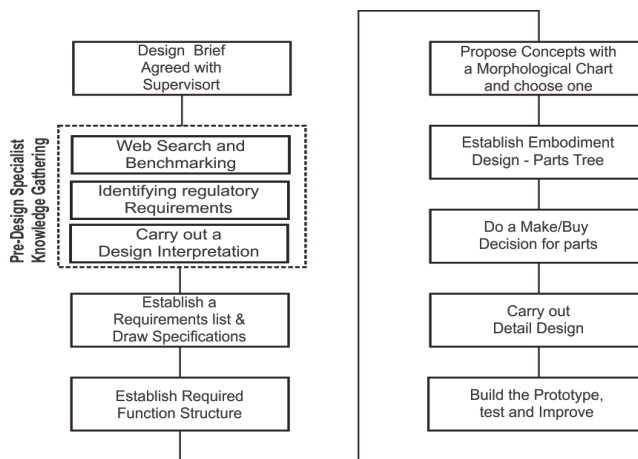 Design Brief
Agreed with
Supervisort
Pre-Design Specialist
Knowledge Gathering
Web Search and
Benchmarking
Identifying regulatory
Requirements
Carry out a
Design Interpretation
Establish a
Requirements list &
Draw Specifications
Establish Required
Function Structure
Propose Concepts with
a Morphological Chart
and choose one
Establish Embodiment
Design - Parts Tree
Do a Make/Buy
Decision for parts
Carry out
Detail Design
Build the Prototype,
test and Improve